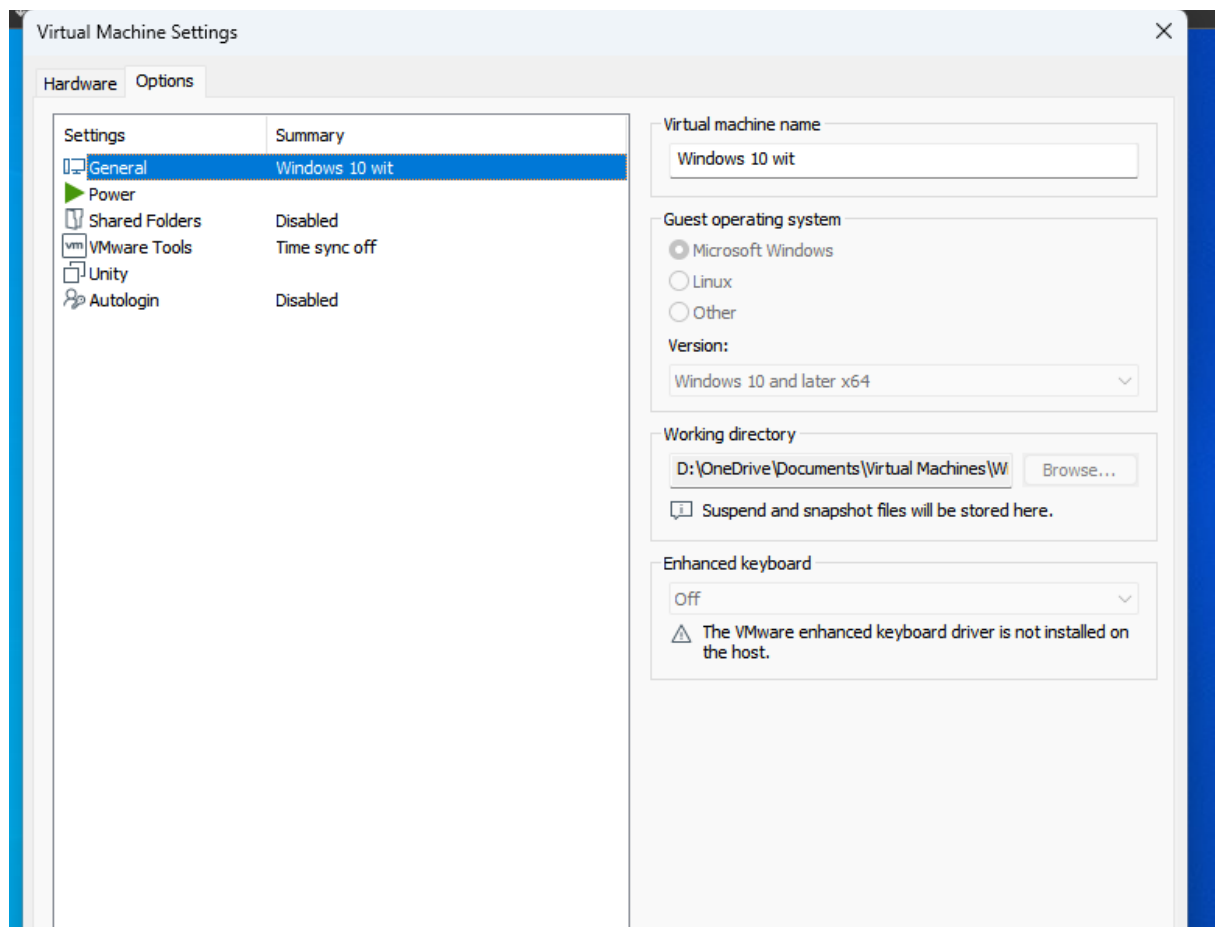 Virtual Machine Settings
Hardware Options
Settings Summary
General Windows 10 wit
Power
Shared Folders Disabled
vm VMware Tools Time sync off
Unity
Autologin Disabled
Virtual machine name
Windows 10 wit
Guest operating system
Microsoft Windows
Linux
Other
Version:
Windows 10 and later x64
Working directory
D:\OneDrive\Documents\Virtual Machines\W
Browse...
Suspend and snapshot files will be stored here.
Enhanced keyboard
Off
The VMware enhanced keyboard driver is not installed on
the host.